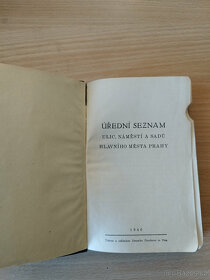 ÚŘEDNÍ SEZNAM
ULIC, NÁMĚSTÍ A SADŮ
HLAVNÍHO MĚSTA PRAHY